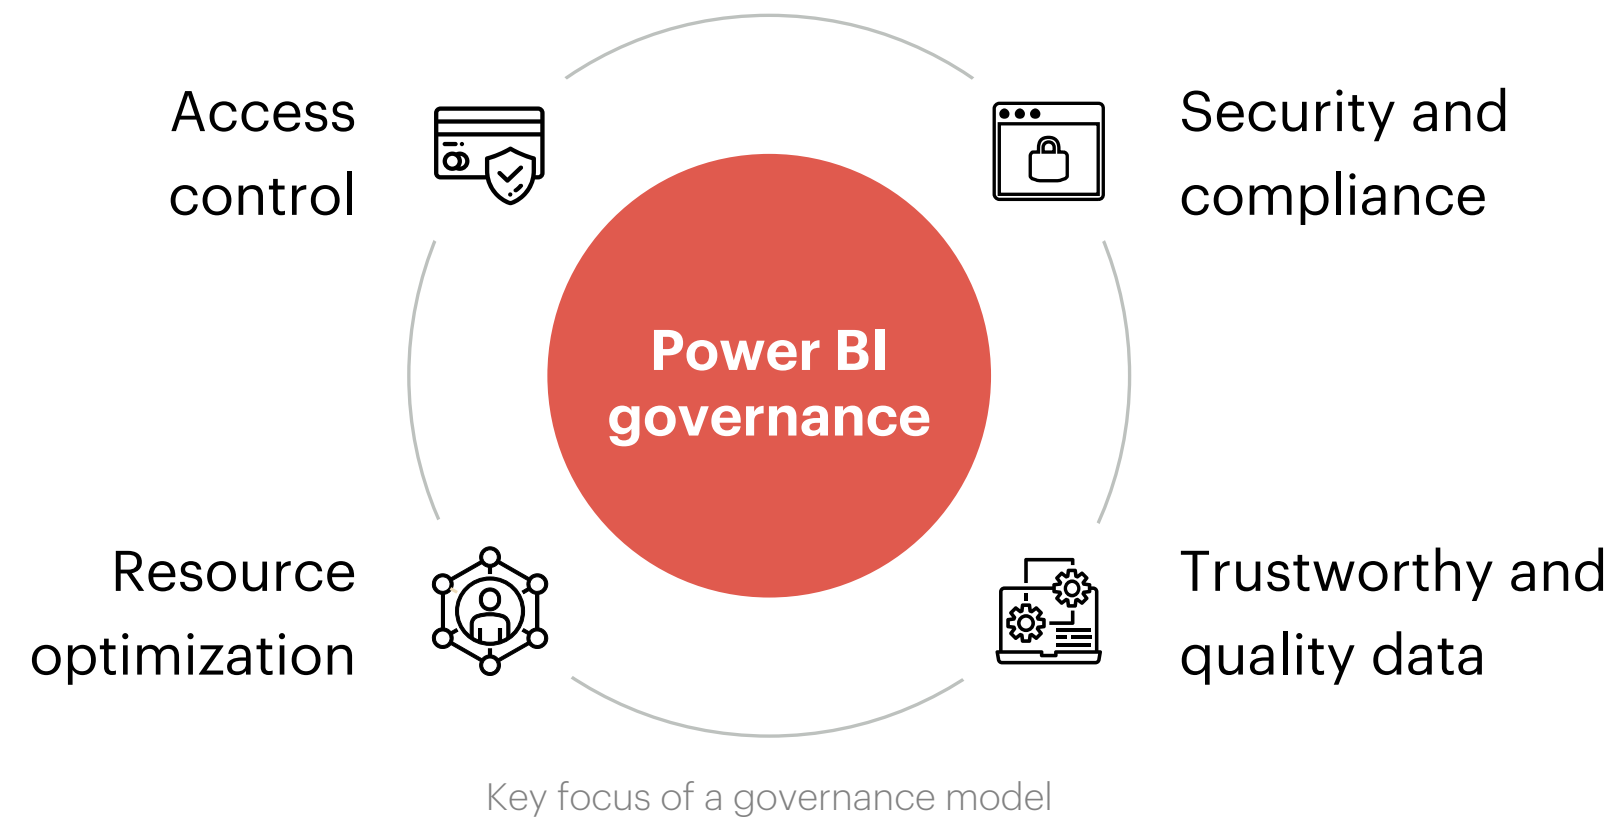 Access
control
Security and
compliance
Power BI
governance
Resource
optimization
Trustworthy and
quality data
Key focus of a governance model